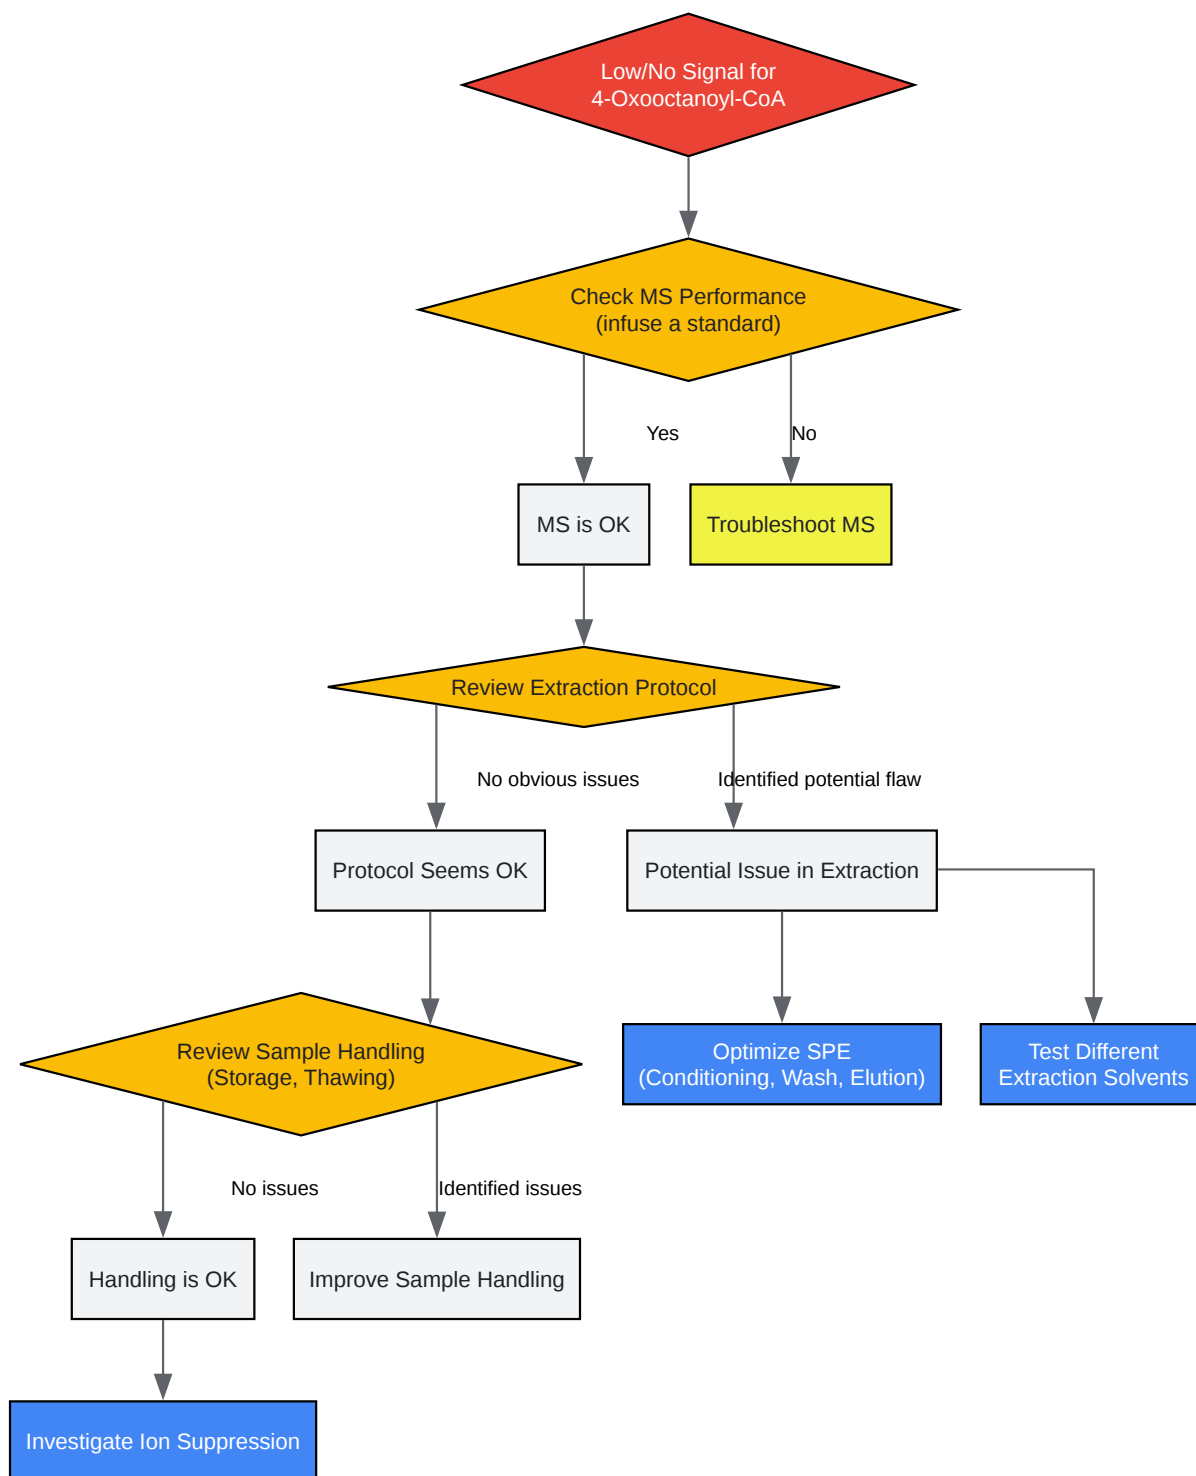 Low/No Signal for
4-Oxooctanoyl-CoA
Check MS Performance
(infuse a standard)
Yes
No
MS is OK
Troubleshoot MS
Review Extraction Protocol
No obvious issues
Identified potential flaw
Protocol Seems OK
Potential Issue in Extraction
Review Sample Handling
(Storage, Thawing)
Optimize SPE
(Conditioning, Wash, Elution)
Test Different
Extraction Solvents
No issues
Identified issues
Handling is OK
Improve Sample Handling
Investigate Ion Suppression